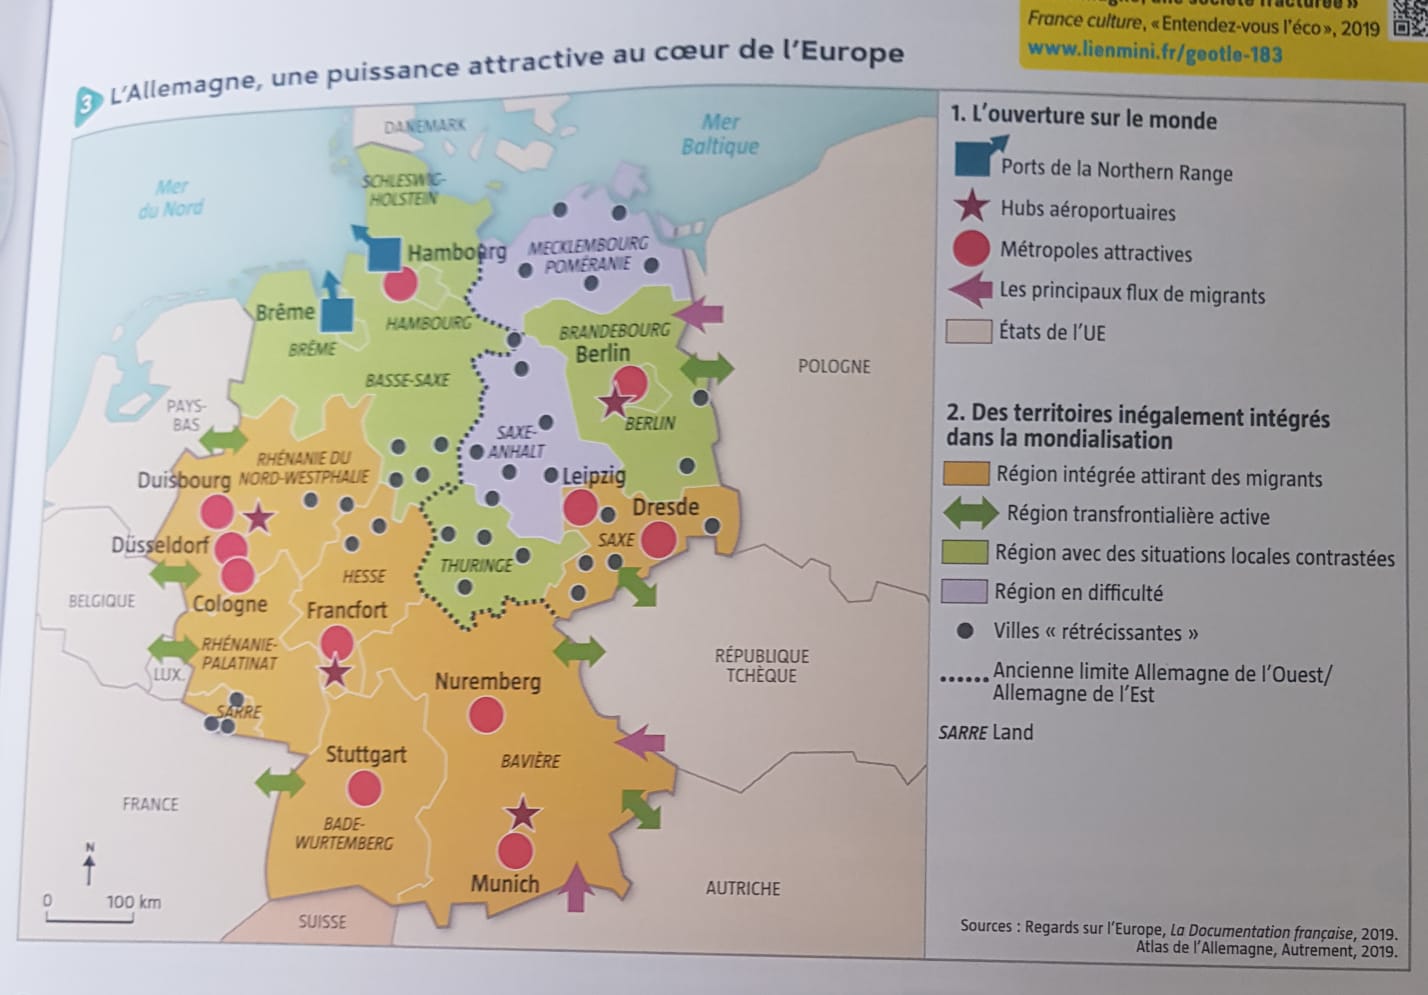 France culture, « Entendez-vous l'éco », 2019
www.lienmini.fr/geotle-183
3 L'Allemagne, une puissance attractive au cœur de l'Europe
DANEMARK
Mer
Baltique
Mer
du Nord
SCHLESWIG-
HOLSTEIN
Hambourg
MECKLEMBOURG
POMÉRANIE
Brême
HAMBOURG
BRÊME
BRANDEBOURG
Berlin
BASSE-SAXE
POLOGNE
PAYS-
BAS
BERLIN
SAXE-
ANHALT
RHÉNANIE DU
NORD-WESTPHALIE
Duisbourg
Leipzig
Dresde
Düsseldorf
SAXE
THURINGE
HESSE
BELGIQUE
Cologne
Francfort
RHÉNANIE-
PALATINAT
LUX.
RÉPUBLIQUE
TCHÈQUE
Nuremberg
SARRE
Stuttgart
BAVIÈRE
FRANCE
BADE-
WURTEMBERG
N
Munich
AUTRICHE
0 100 km
SUISSE
1. L'ouverture sur le monde
Ports de la Northern Range
Hubs aéroportuaires
Métropoles attractives
Les principaux flux de migrants
États de l'UE
2. Des territoires inégalement intégrés
dans la mondialisation
Région intégrée attirant des migrants
Région transfrontalière active
Région avec des situations locales contrastées
Région en difficulté
Villes « rétrécissantes »
Ancienne limite Allemagne de l'Ouest/
Allemagne de l'Est
SARRE Land
Sources : Regards sur l'Europe, La Documentation française, 2019.
Atlas de l'Allemagne, Autrement, 2019.